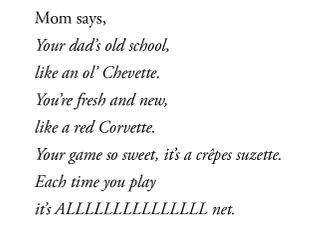 Mom says,
Your dad's old school,
like an ol' Chevette.
You're fresh and new,
like a red Corvette.
Your game so sweet, it's a crêpes suzette.
Each time you play
it's ALLLLLLLLLLLLLLL net.